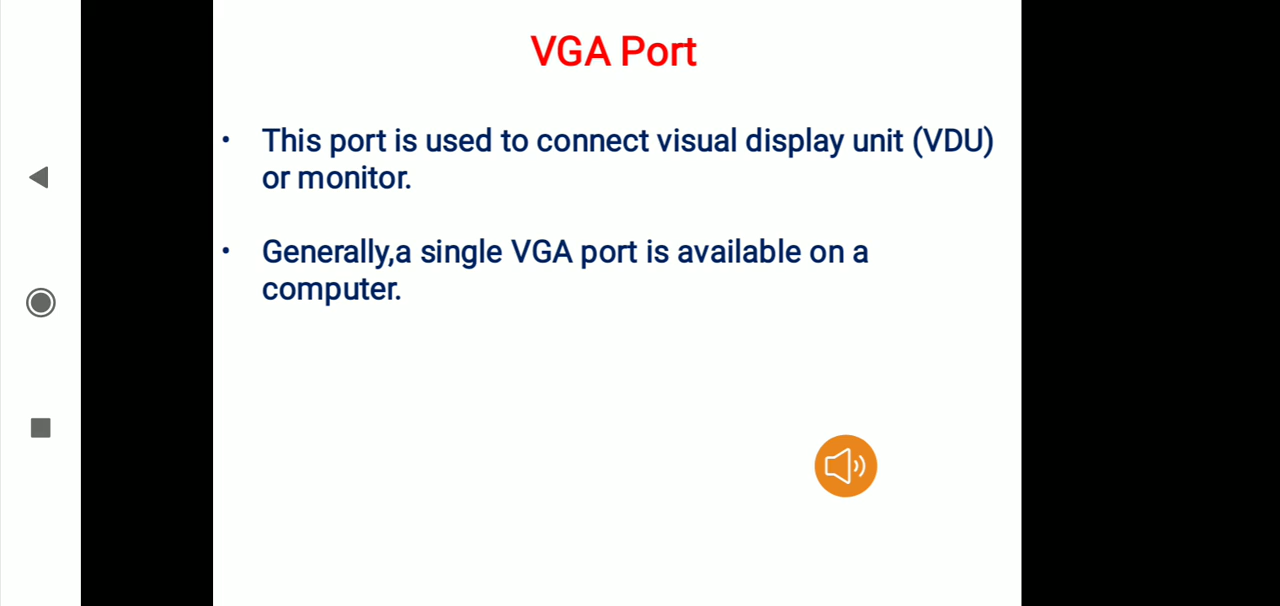 VGA Port
• This port is used to connect visual display unit (VDU)
or monitor.
• Generally,a single VGA port is available on a
computer.